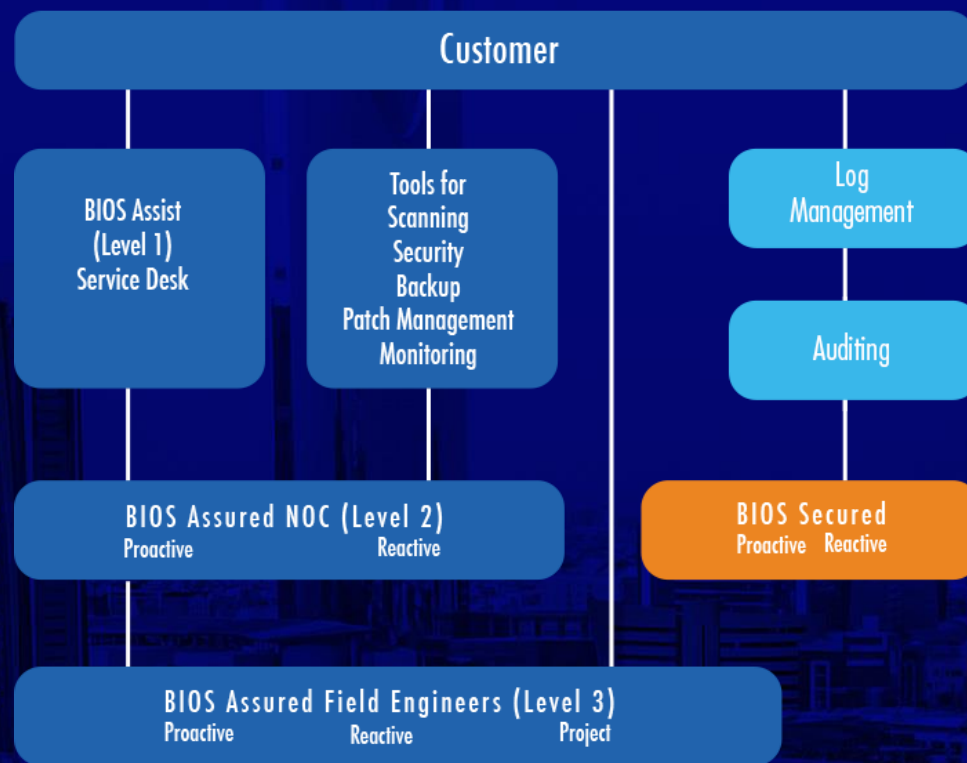 Customer
BIOS Assist
(Level 1)
Service Desk
Tools for
Scanning
Security
Backup
Patch Management
Monitoring
Log
Management
Auditing
BIOS Assured NOC (Level 2)
Proactive Reactive
BIOS Secured
Proactive Reactive
BIOS Assured Field Engineers (Level 3)
Proactive Reactive Project